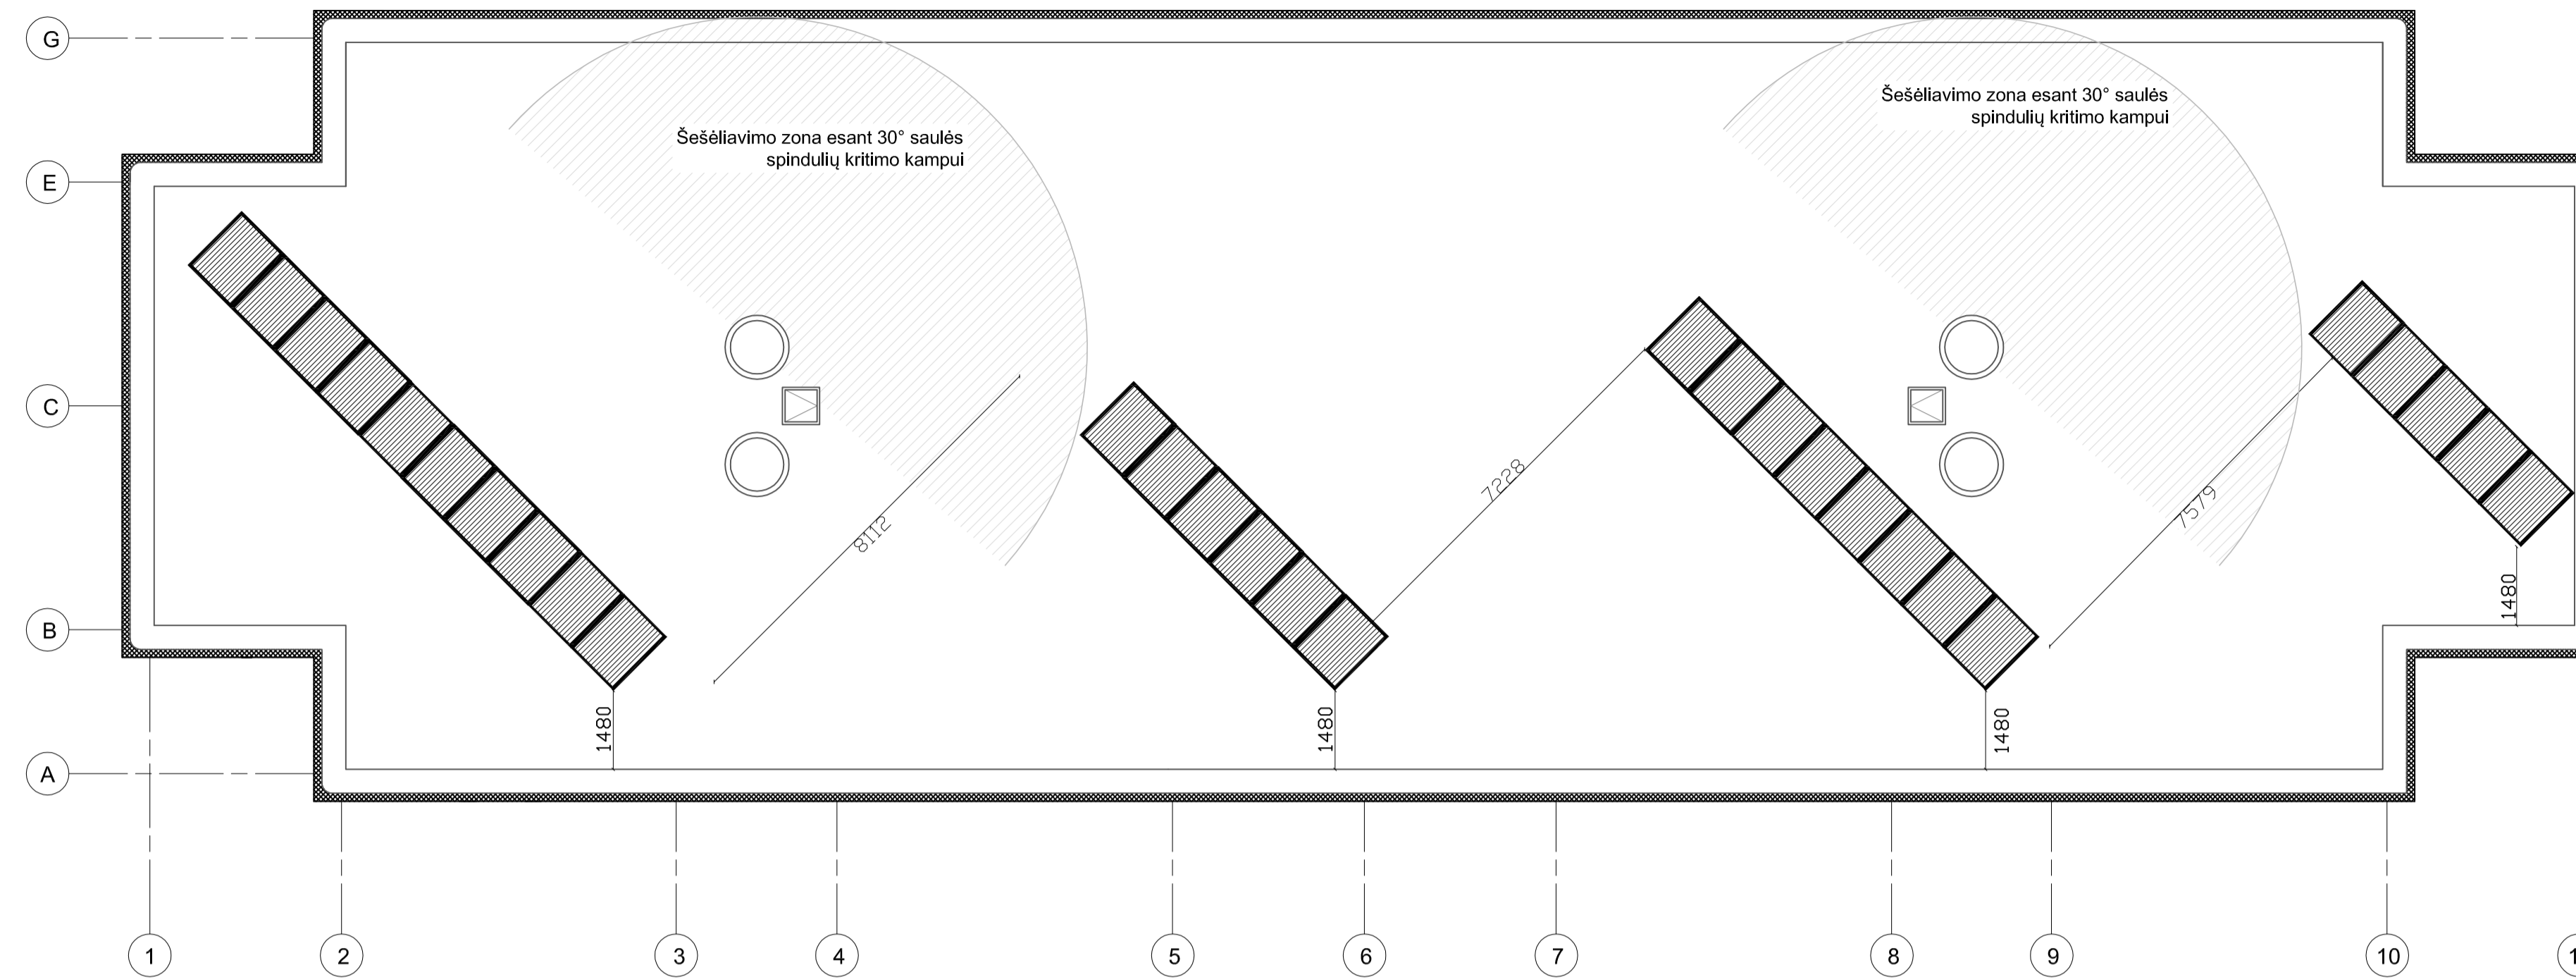 G
Šešėliavimo zona esant 30° saulės
spindulių kritimo kampui
Šešėliavimo zona esant 30° saulės
spindulių kritimo kampui
E
C
B
A
8112
7228
7579
1480
1480
1480
1480
1
2
3
4
5
6
7
8
9
10